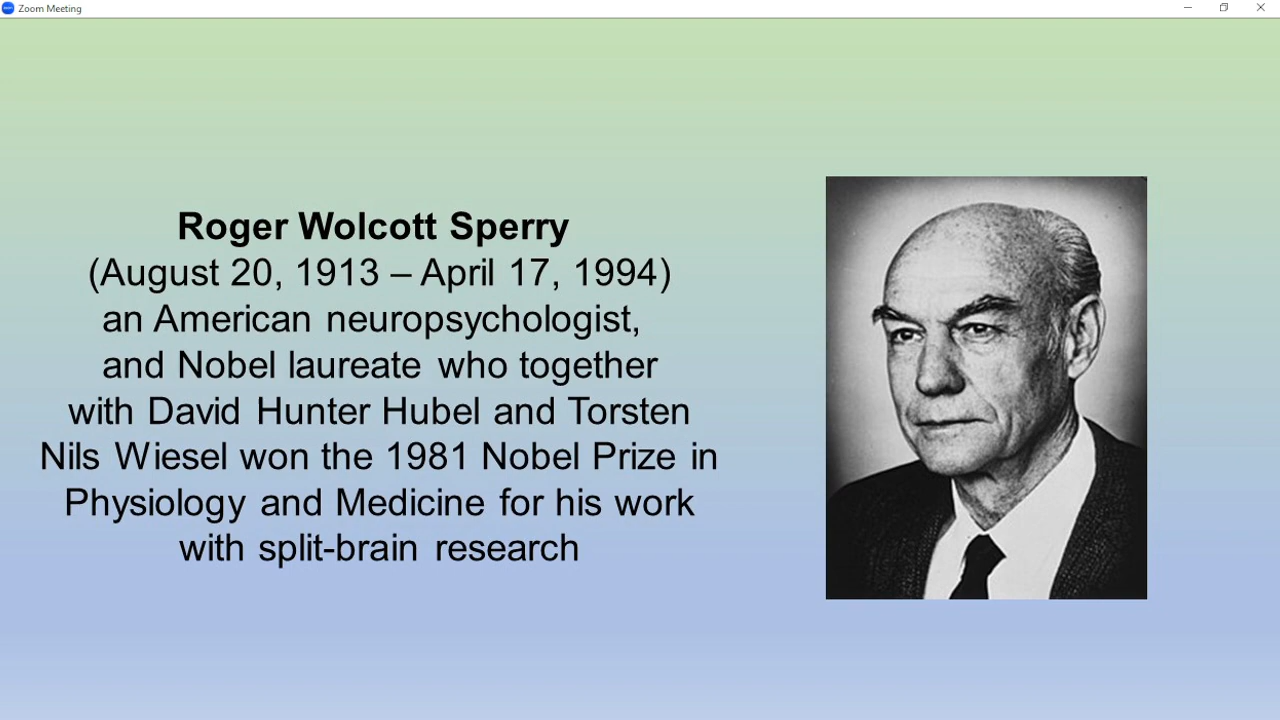 Zoom Meeting
Roger Wolcott Sperry
(August 20, 1913 – April 17, 1994)
an American neuropsychologist,
and Nobel laureate who together
with David Hunter Hubel and Torsten
Nils Wiesel won the 1981 Nobel Prize in
Physiology and Medicine for his work
with split-brain research